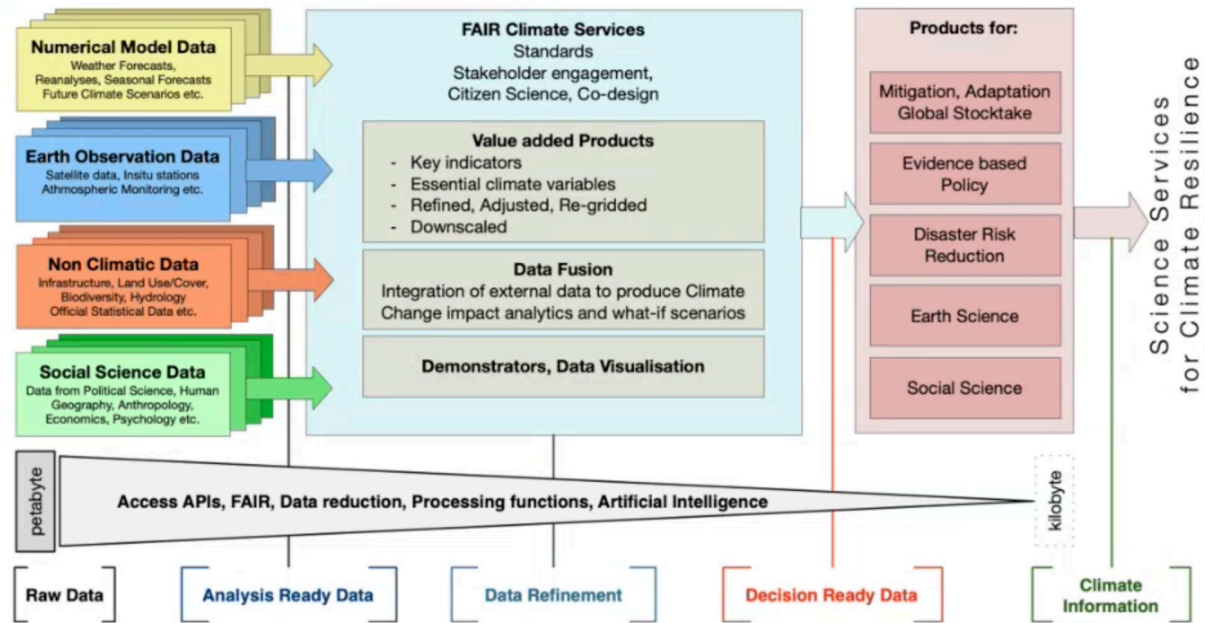 Numerical Model Data
Weather Forecasts,
Reanalyses, Seasonal Forecasts
Future Climate Scenarios etc.
Earth Observation Data
Satellite data, Insitu stations
Athmospheric Monitoring etc.
Non Climatic Data
Infrastructure, Land Use/Cover,
Biodiversity, Hydrology
Official Statistical Data etc.
Social Science Data
Data from Political Science, Human
Geography, Anthropology,
Economics, Psychology etc.
FAIR Climate Services
Standards
Stakeholder engagement,
Citizen Science, Co-design
Value added Products
- Key indicators
- Essential climate variables
- Refined, Adjusted, Re-gridded
- Downscaled
Data Fusion
Integration of external data to produce Climate
Change impact analytics and what-if scenarios
Demonstrators, Data Visualisation
Products for:
Mitigation, Adaptation
Global Stocktake
Evidence based
Policy
Disaster Risk
Reduction
Earth Science
Social Science
Science Services
for Climate Resilience
petabyte
Access APIs, FAIR, Data reduction, Processing functions, Artificial Intelligence
kilobyte
Raw Data
Analysis Ready Data
Data Refinement
Decision Ready Data
Climate
Information